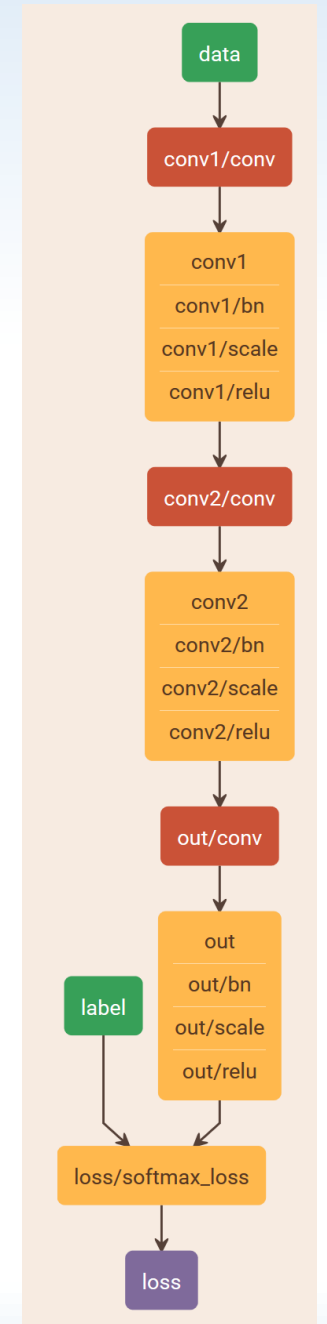 data
conv1/conv
conv1
conv1/bn
conv1/scale
conv1/relu
conv2/conv
conv2
conv2/bn
conv2/scale
conv2/relu
out/conv
out
out/bn
label
out/scale
out/relu
loss/softmax_loss
loss